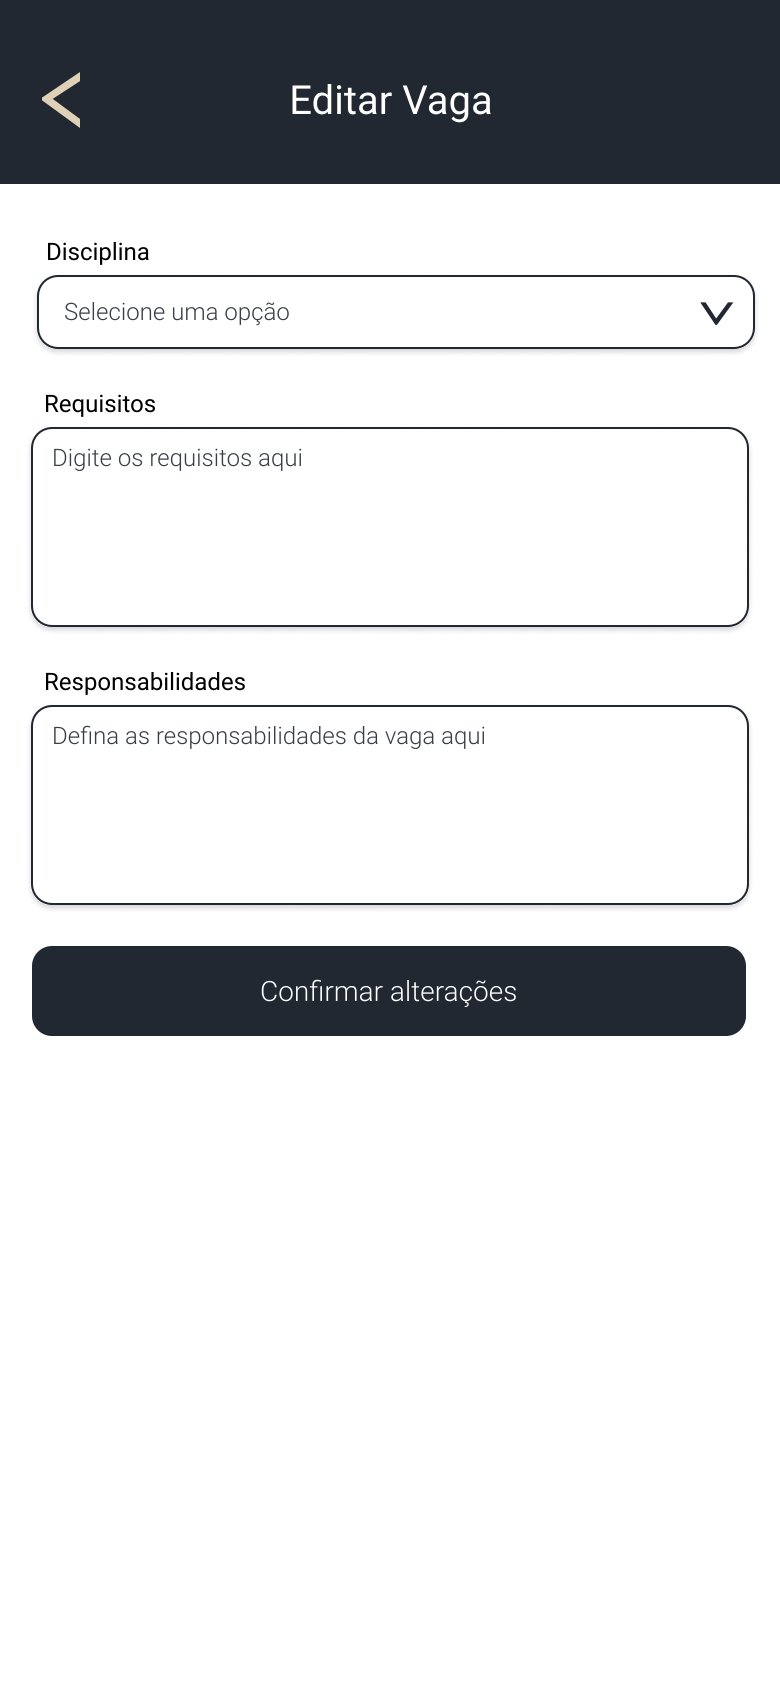 Editar Vaga
Disciplina
Selecione uma opção
Requisitos
Digite os requisitos aqui
Responsabilidades
Defina as responsabilidades da vaga aqui
Confirmar alterações